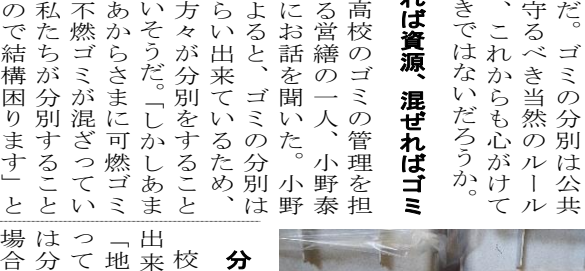 だ。ゴミの分別は公共
守るべき当然のルール
、これからも心がけて
きではないだろうか。
れば資源、混ぜればゴミ
高校のゴミの管理を担
る営繕の一人、小野泰
にお話を聞いた。小野
よると、ゴミの分別は
らい出来ているため、
方々が分別をすること
いそうだ。「しかしあま
あからさまに可燃ゴミ
不燃ゴミが混ざってい
私たちが分別すること
ので結構困ります」と
分
校
出来
「地
って
は分
場合